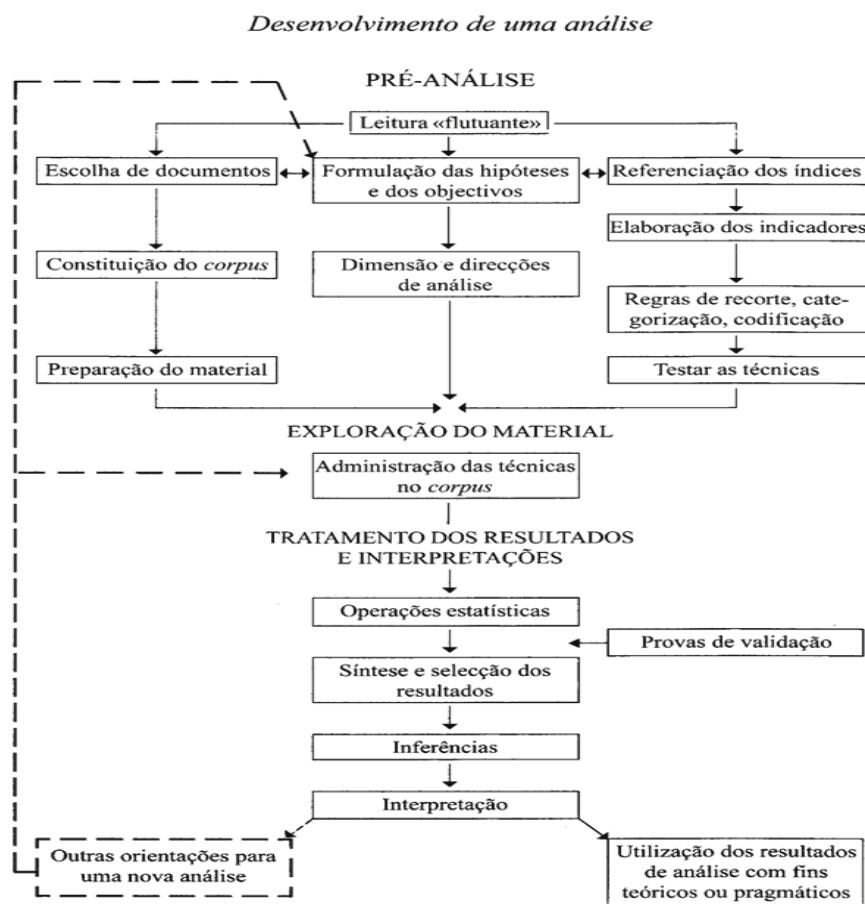 Desenvolvimento de uma análise
PRÉ-ANÁLISE
Leitura «flutuante»
Escolha de documentos
Formulação das hipóteses
e dos objectivos
Referenciação dos índices
Elaboração dos indicadores
Constituição do corpus
Dimensão e direcções
de análise
Regras de recorte, cate-
gorização, codificação
Preparação do material
Testar as técnicas
EXPLORAÇÃO DO MATERIAL
Administração das técnicas
no corpus
TRATAMENTO DOS RESULTADOS
E INTERPRETAÇÕES
Operações estatísticas
Provas de validação
Síntese e selecção dos
resultados
Inferências
Interpretação
Outras orientações para
uma nova análise
Utilização dos resultados
de análise com fins
teóricos ou pragmáticos